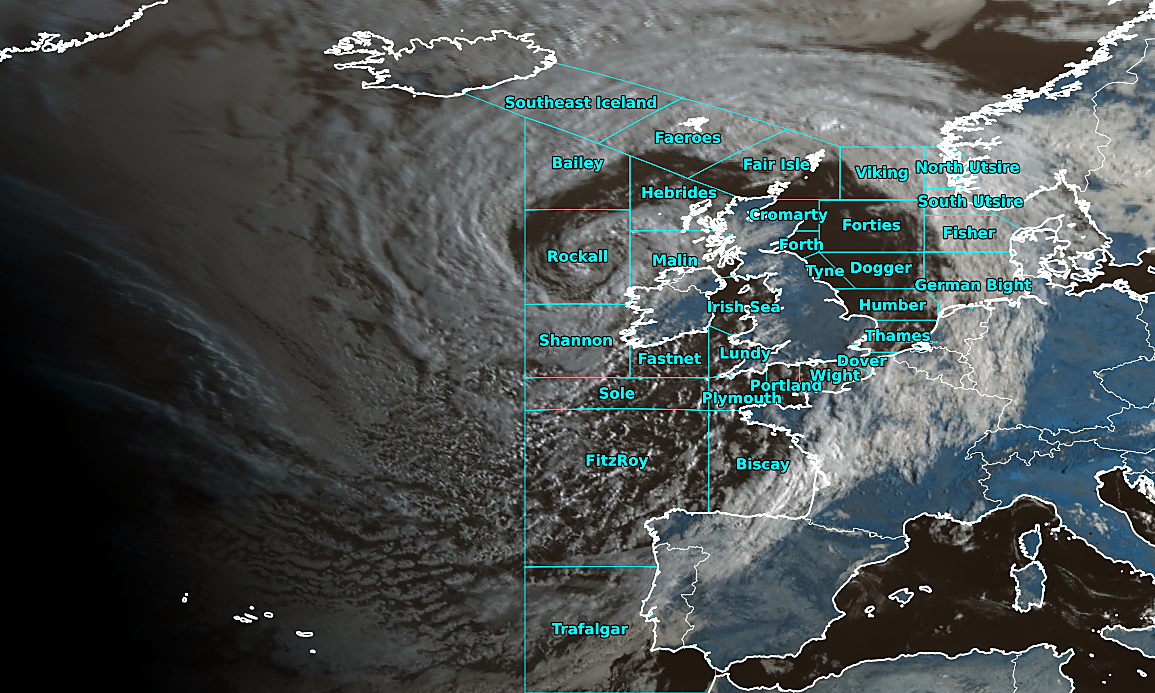 Southeast Iceland
Faeroes
Bailey
Fair Isle
Viking
North Utsire
Hebrides
South Utsire
Cromarty
Forties
Fisher
Forth
Rockall
Malin
Tyne
Dogger
German Bight
Irish Sea
Humber
Shannon
Thames
Fastnet
Lundy
Dover
Wight
Portland
Sole
Plymouth
FitzRoy
Biscay
Trafalgar